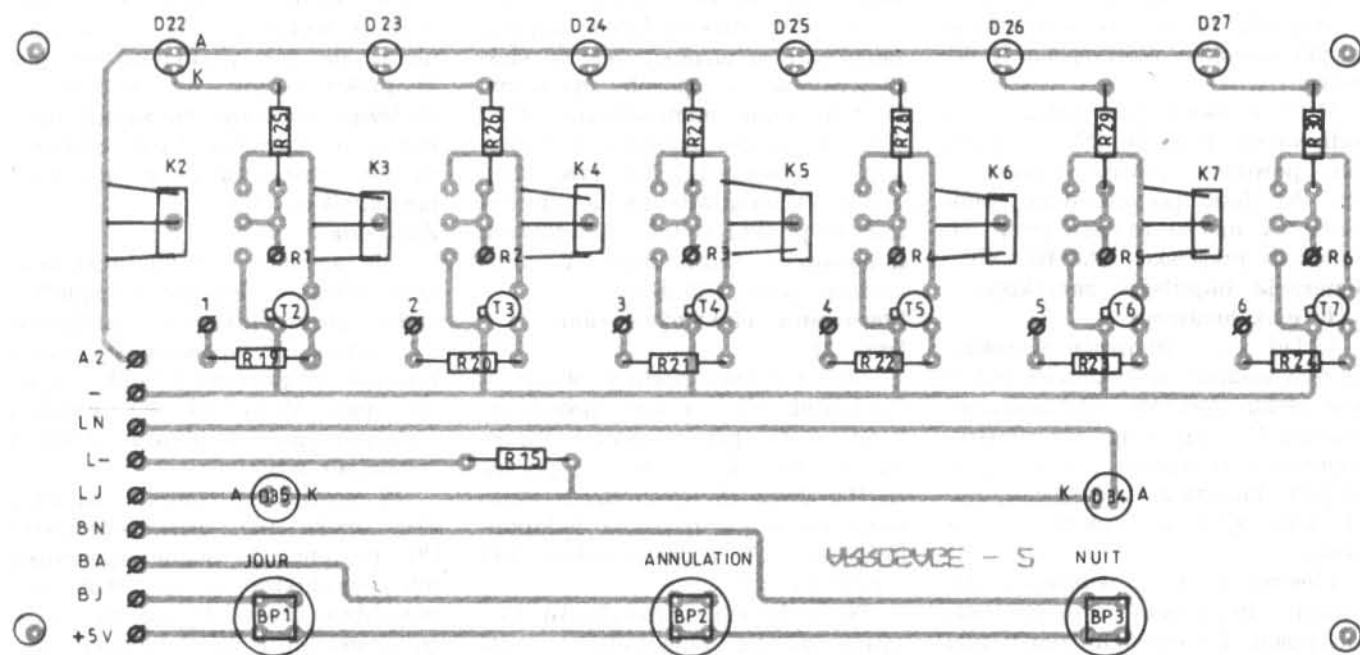 D22 D23 D24 D25 D26 D27
A
K
R25 R26 R27 R28 R29 R30
K2 K3 K4 K5 K6 K7
R1 R2 R3 R4 R5 R6
1 T2 2 T3 3 T4 4 T5 5 T6 6 T7
A2 R19 R20 R21 R22 R23 R24
-
LN
L- R15
LJ A D35 K K D34 A
BN
ARROSAGE - S
BA JOUR ANNULATION NUIT
BJ BP1 BP2 BP3
+5V